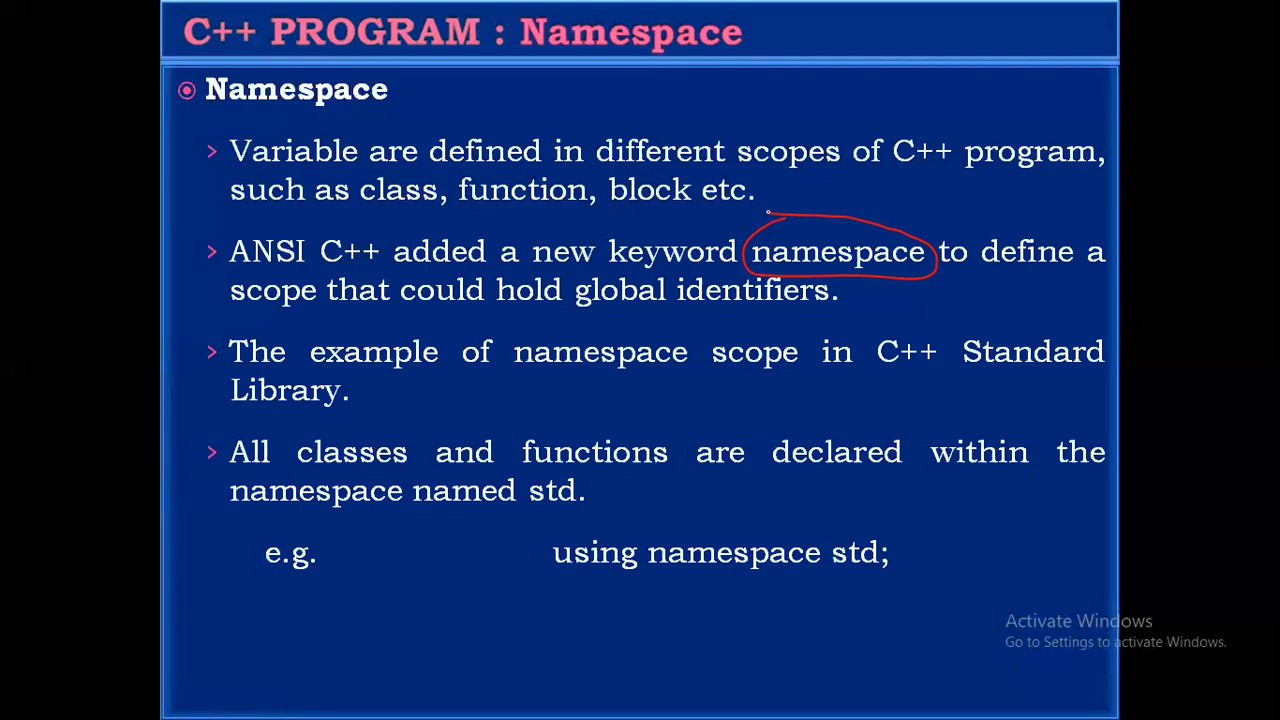 C++ PROGRAM : Namespace
Namespace
Variable are defined in different scopes of C++ program,
such as class, function, block etc.
ANSI C++ added a new keyword namespace to define a
scope that could hold global identifiers.
The example of namespace scope in C++ Standard
Library.
All classes and functions are declared within the
namespace named std.
e.g. using namespace std;
Activate Windows
Go to Settings to activate Windows.